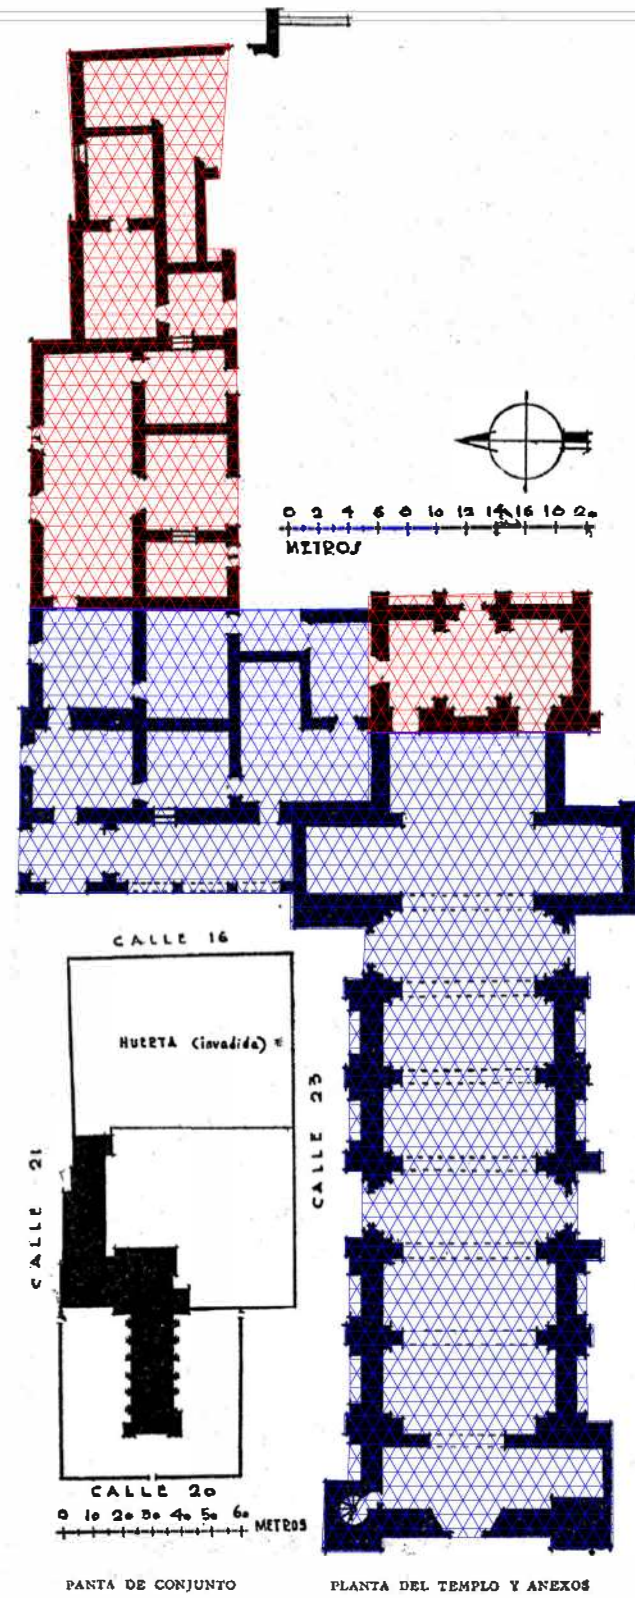 0 2 4 6 8 10 12 14 16 18 20
METROS
CALLE 16
HUERTA (invadida)
CALLE 23
CALLE 21
CALLE 20
0 10 20 30 40 50 60 METROS
PANTA DE CONJUNTO
PLANTA DEL TEMPLO Y ANEXOS